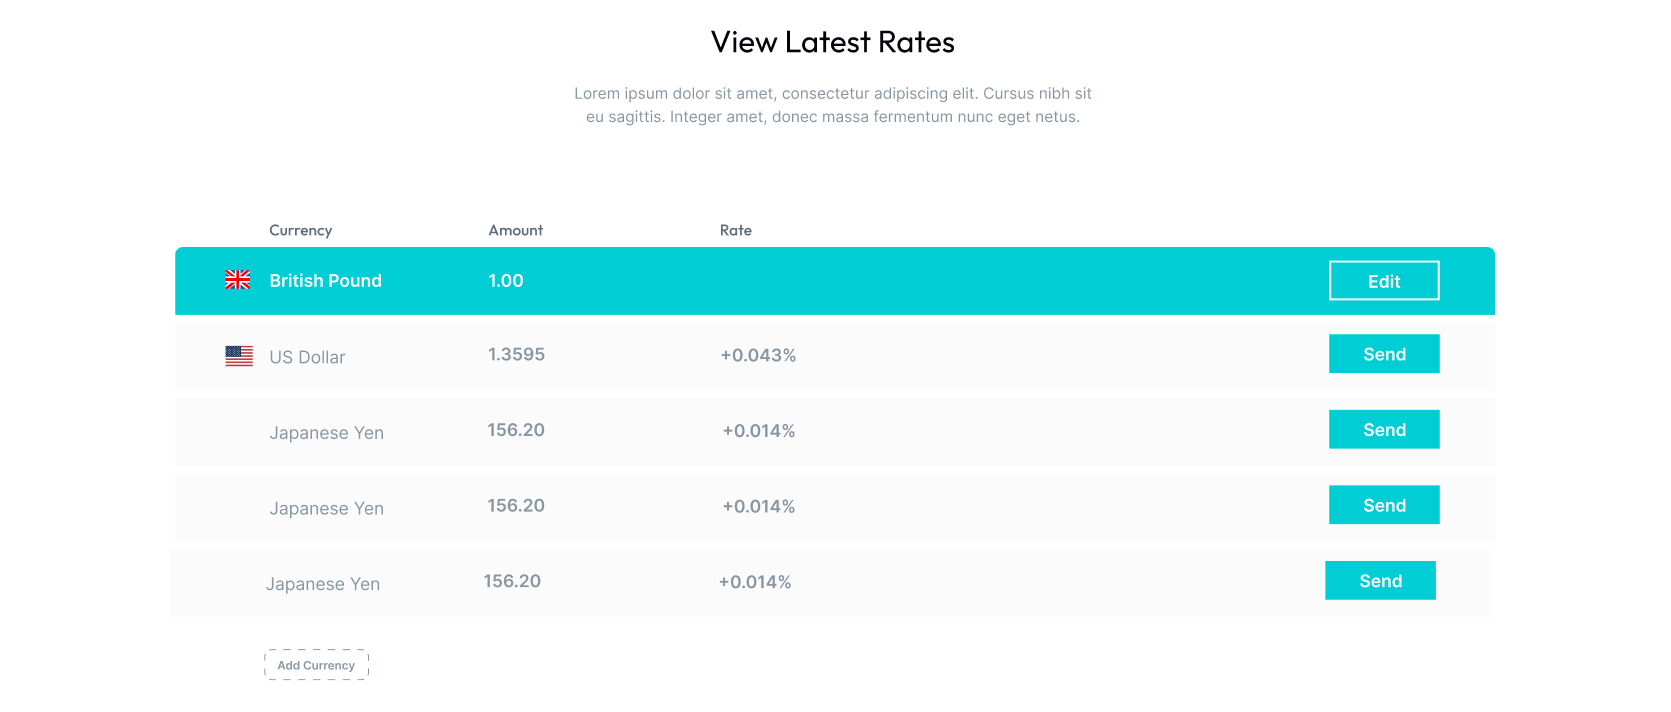 View Latest Rates
Lorem ipsum dolor sit amet, consectetur adipiscing elit. Cursus nibh sit
eu sagittis. Integer amet, donec massa fermentum nunc eget netus.
Currency Amount Rate
British Pound 1.00 Edit
US Dollar 1.3595 +0.043% Send
Japanese Yen 156.20 +0.014% Send
Japanese Yen 156.20 +0.014% Send
Japanese Yen 156.20 +0.014% Send
Add Currency